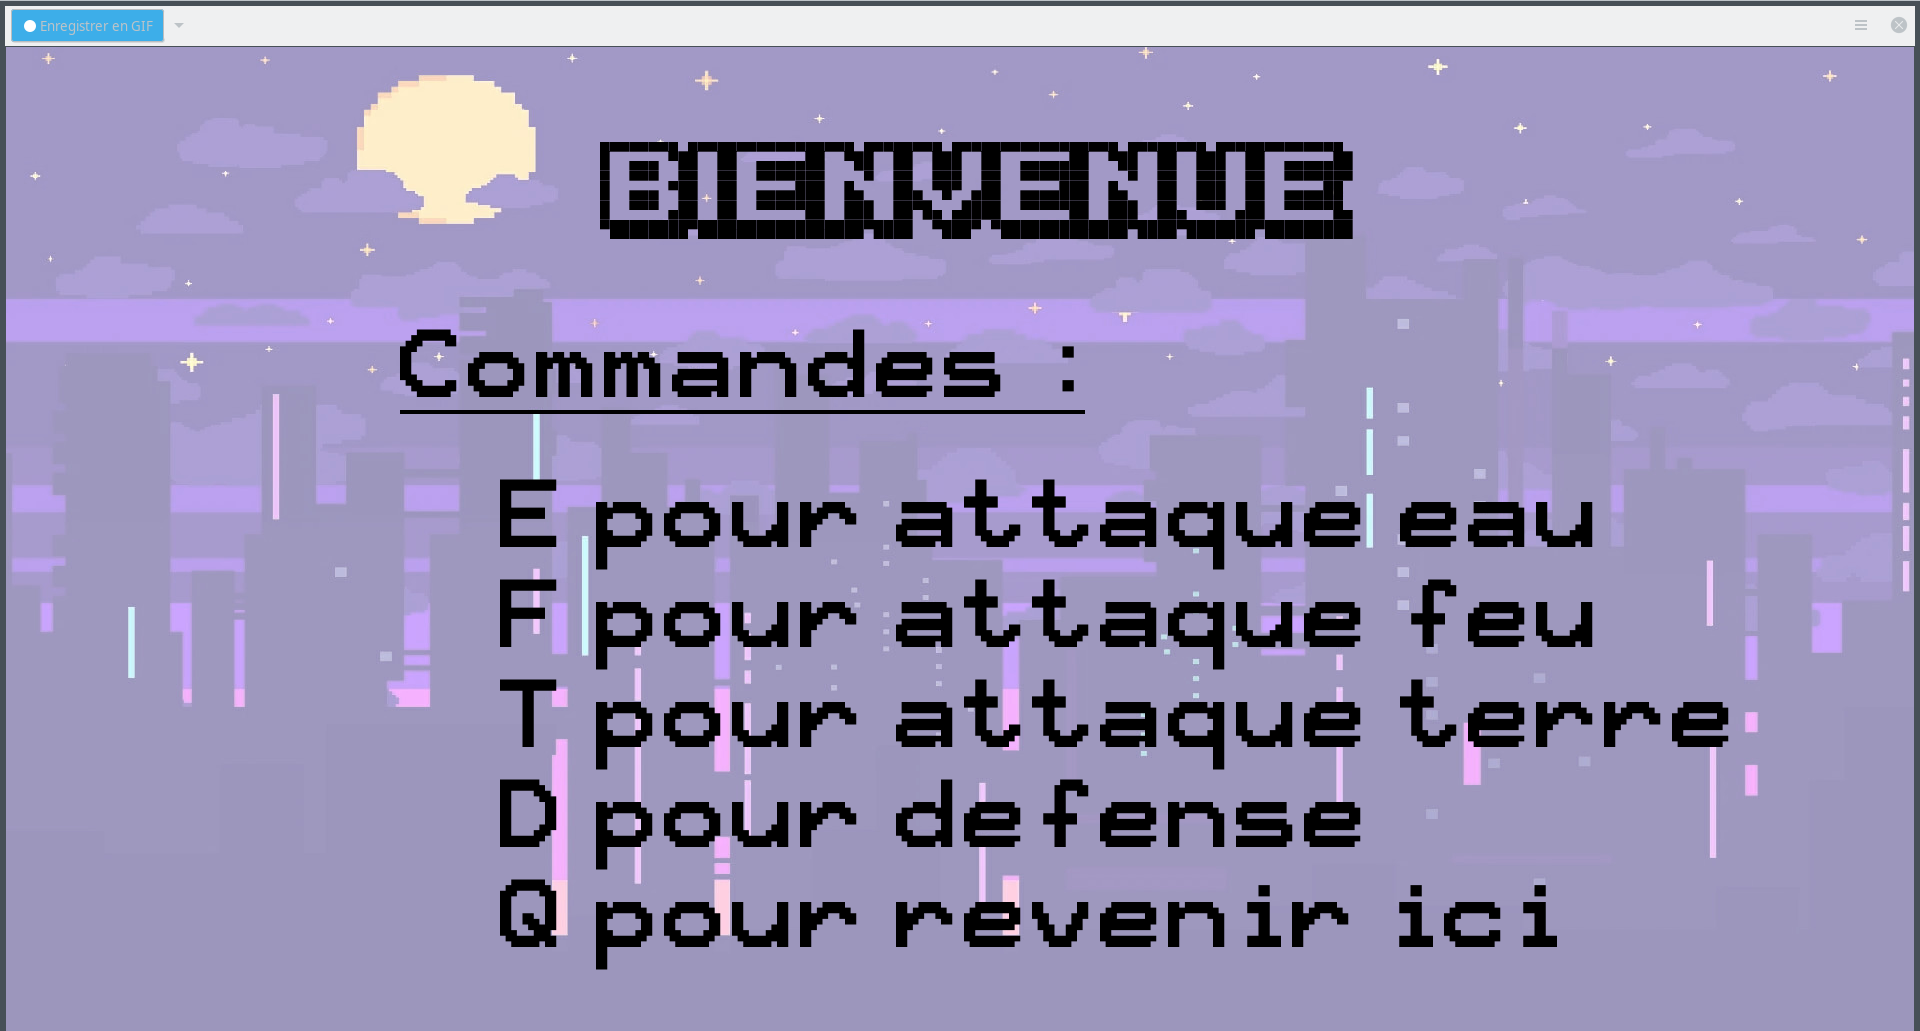 Enregistrer en GIF
BIENVENUE
Commandes :
E pour attaque eau
F pour attaque feu
T pour attaque terre
D pour defense
Q pour revenir ici